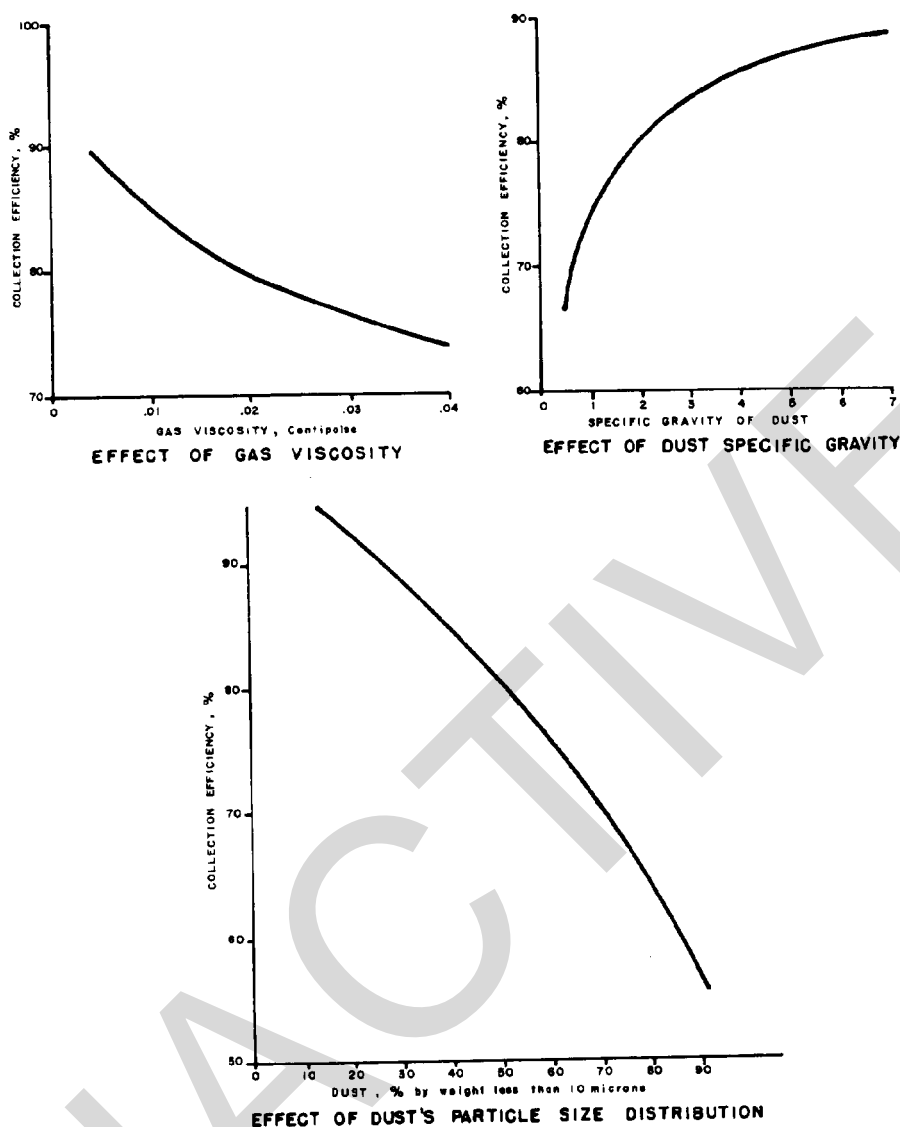 100
90
80
70
COLLECTION EFFICIENCY, %
0 .01 .02 .03 .04
GAS VISCOSITY, Centipoise
EFFECT OF GAS VISCOSITY
90
80
70
60
COLLECTION EFFICIENCY, %
0 1 2 3 4 5 6 7
SPECIFIC GRAVITY OF DUST
EFFECT OF DUST SPECIFIC GRAVITY
90
80
70
60
50
COLLECTION EFFICIENCY, %
0 10 20 30 40 50 60 70 80 90
DUST, % by weight less than 10 microns
EFFECT OF DUST'S PARTICLE SIZE DISTRIBUTION
NACTIVE